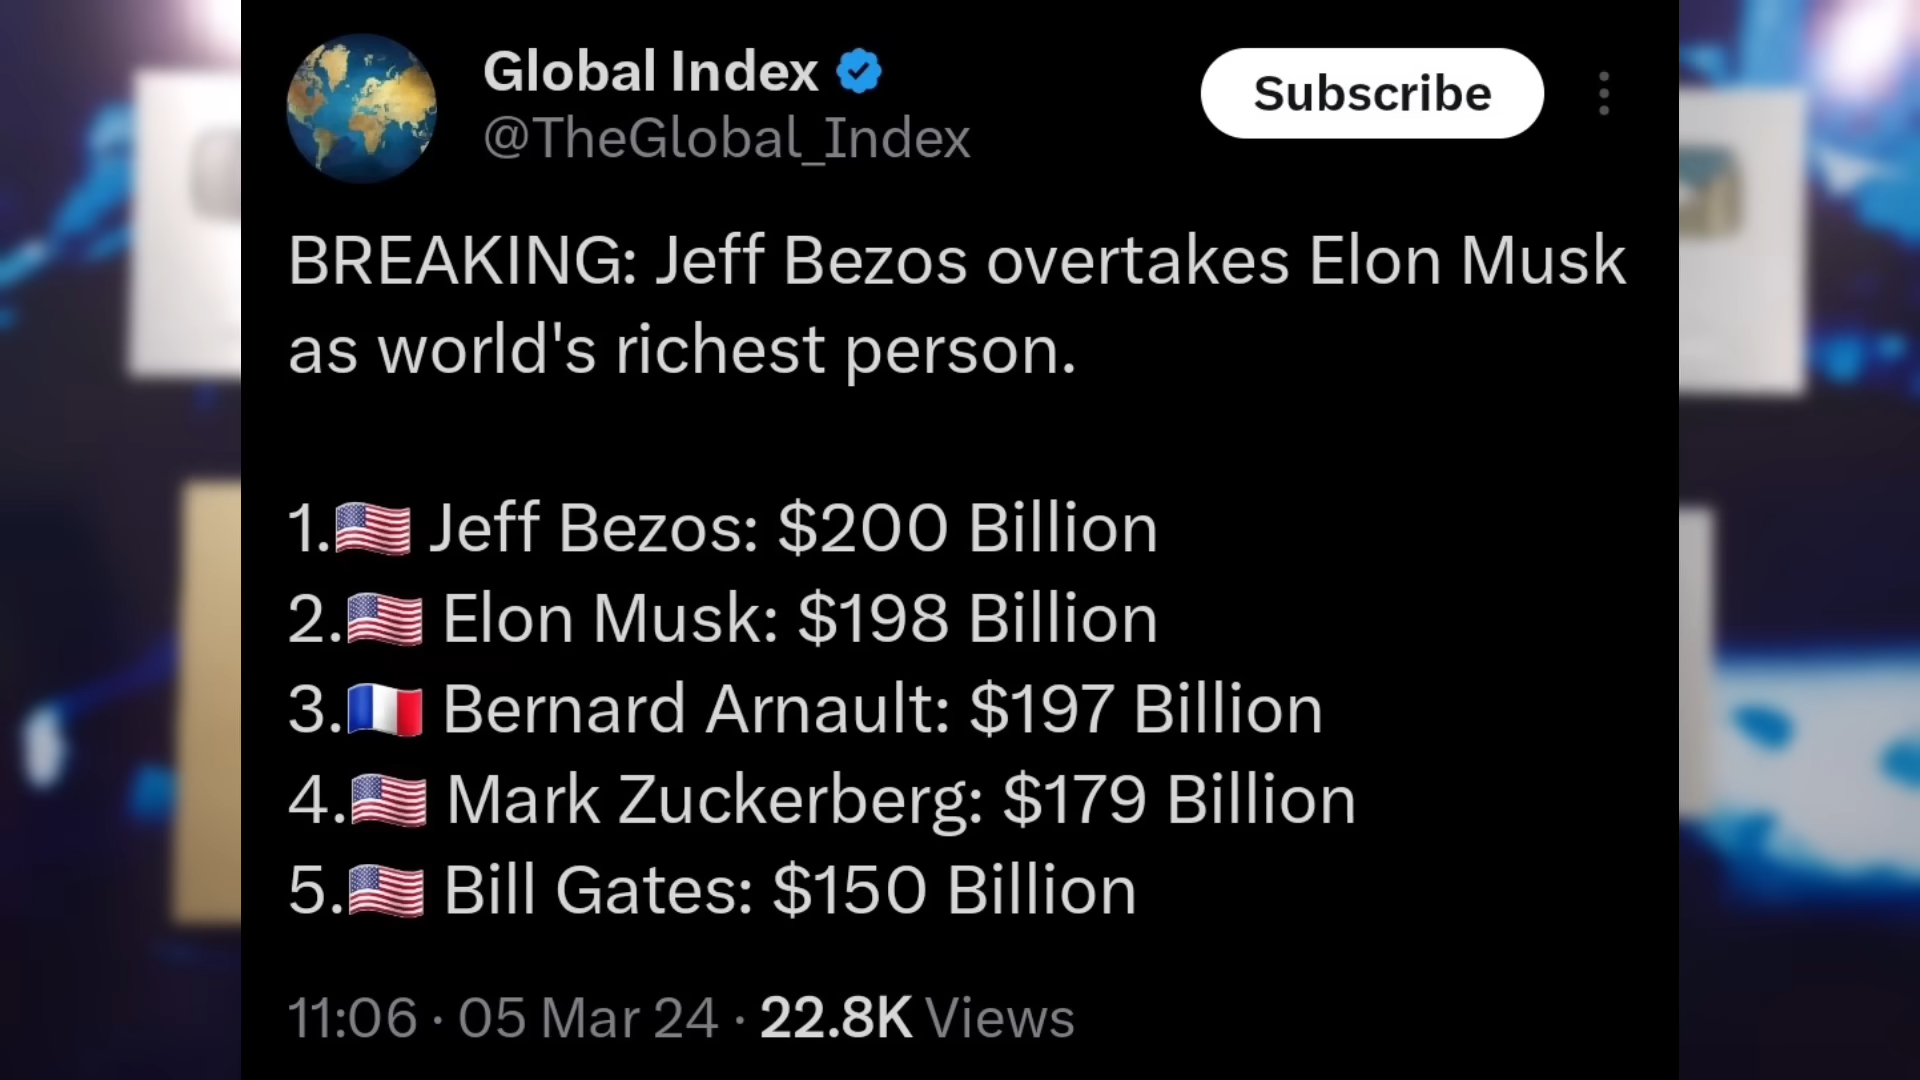 Global Index
@TheGlobal_Index
Subscribe
BREAKING: Jeff Bezos overtakes Elon Musk
as world's richest person.
1.🇺🇸 Jeff Bezos: $200 Billion
2.🇺🇸 Elon Musk: $198 Billion
3.🇫🇷 Bernard Arnault: $197 Billion
4.🇺🇸 Mark Zuckerberg: $179 Billion
5.🇺🇸 Bill Gates: $150 Billion
11:06 · 05 Mar 24 · 22.8K Views